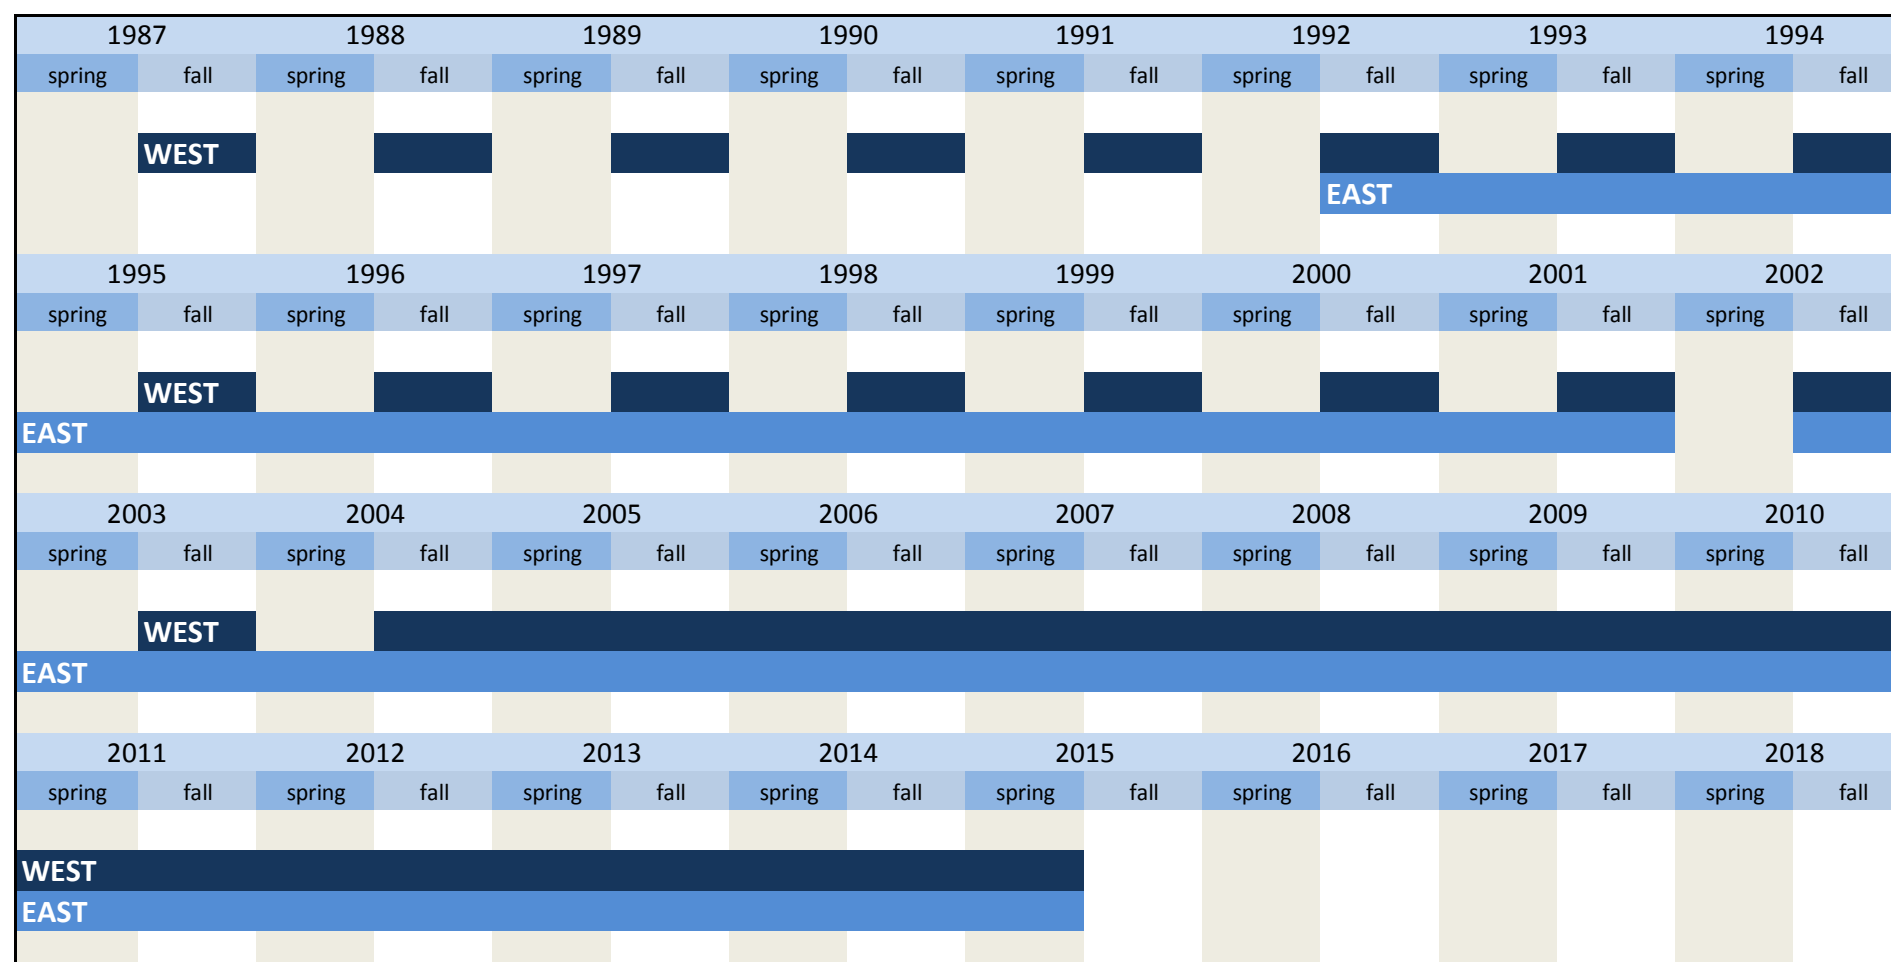 1987 1988 1989 1990 1991 1992 1993 1994
spring fall spring fall spring fall spring fall spring fall spring fall spring fall spring fall
WEST
EAST
1995 1996 1997 1998 1999 2000 2001 2002
spring fall spring fall spring fall spring fall spring fall spring fall spring fall spring fall
WEST
EAST
2003 2004 2005 2006 2007 2008 2009 2010
spring fall spring fall spring fall spring fall spring fall spring fall spring fall spring fall
WEST
EAST
2011 2012 2013 2014 2015 2016 2017 2018
spring fall spring fall spring fall spring fall spring fall spring fall spring fall spring fall
WEST
EAST